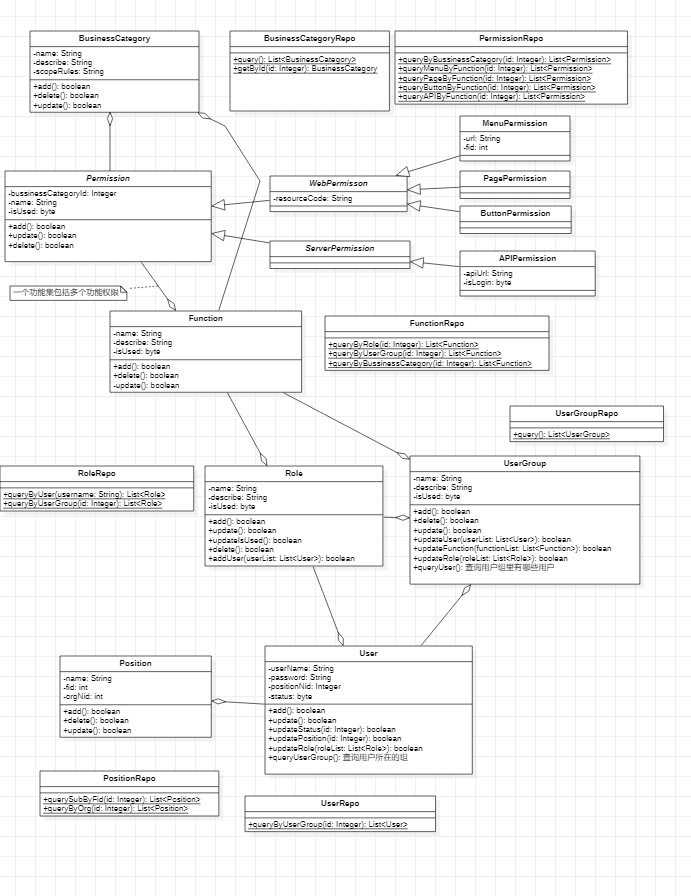 BusinessCategory
-name: String
-describe: String
-scopeRules: String
+add(): boolean
+delete(): boolean
+update(): boolean
BusinessCategoryRepo
+query(): List<BusinessCategory>
+getById(id: Integer): BusinessCategory
PermissionRepo
+queryByBussinessCategory(id: Integer): List<Permission>
+queryMenuByFunction(id: Integer): List<Permission>
+queryPageByFunction(id: Integer): List<Permission>
+queryButtonByFunction(id: Integer): List<Permission>
+queryAPIByFunction(id: Integer): List<Permission>
MenuPermission
-url: String
-fid: int
Permission
-bussinessCategoryId: Integer
-name: String
-isUsed: byte
+add(): boolean
+update(): boolean
+delete(): boolean
WebPermisson
-resourceCode: String
PagePermission
ButtonPermission
ServerPermission
APIPermission
-apiUrl: String
-isLogin: byte
一个功能集包括多个功能权限
Function
-name: String
-describe: String
-isUsed: byte
+add(): boolean
+delete(): boolean
-update(): boolean
FunctionRepo
+queryByRole(id: Integer): List<Function>
+queryByUserGroup(id: Integer): List<Function>
+queryByBussinessCategory(id: Integer): List<Function>
UserGroupRepo
+query(): List<UserGroup>
RoleRepo
+queryByUser(username: String): List<Role>
+queryByUserGroup(id: Integer): List<Role>
Role
-name: String
-describe: String
-isUsed: byte
+add(): boolean
+update(): boolean
+updateIsUsed(): boolean
+delete(): boolean
+addUser(userList: List<User>): boolean
UserGroup
-name: String
-describe: String
-isUsed: byte
+add(): boolean
+delete(): boolean
+update(): boolean
+updateUser(userList: List<User>): boolean
+updateFunction(functionList: List<Function>): boolean
+updateRole(roleList: List<Role>): boolean
+queryUser(): 查询用户组里有哪些用户
Position
-name: String
-fid: int
-orgNid: int
+add(): boolean
+delete(): boolean
+update(): boolean
User
-userName: String
-password: String
-positionNid: Integer
-status: byte
+add(): boolean
+update(): boolean
+updateStatus(id: Integer): boolean
+updatePosition(id: Integer): boolean
+updateRole(roleList: List<Role>): boolean
+queryUserGroup(): 查询用户所在的组
PositionRepo
+querySubByFid(id: Integer): List<Position>
+queryByOrg(id: Integer): List<Position>
UserRepo
+queryByUserGroup(id: Integer): List<User>